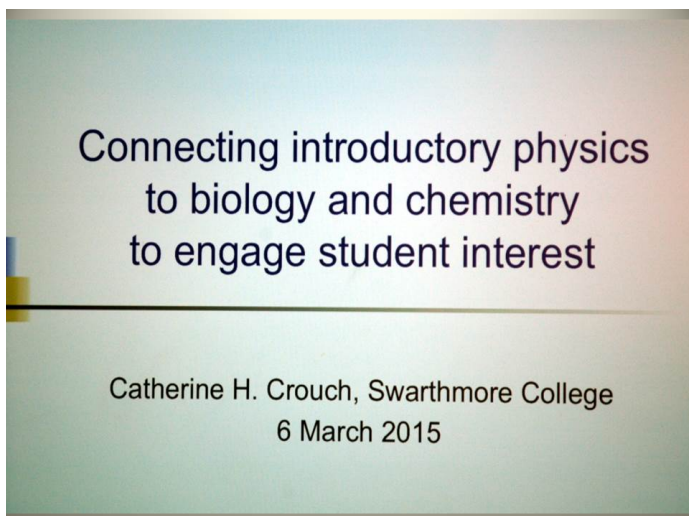 Connecting introductory physics
to biology and chemistry
to engage student interest
Catherine H. Crouch, Swarthmore College
6 March 2015